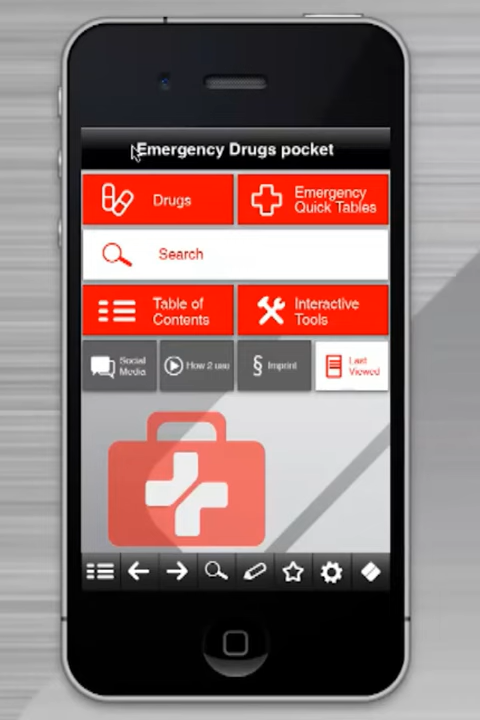 Emergency Drugs pocket
Drugs
Emergency
Quick Tables
Search
Table of
Contents
Interactive
Tools
Social
Media
How 2 use
§ Imprint
Last
Viewed